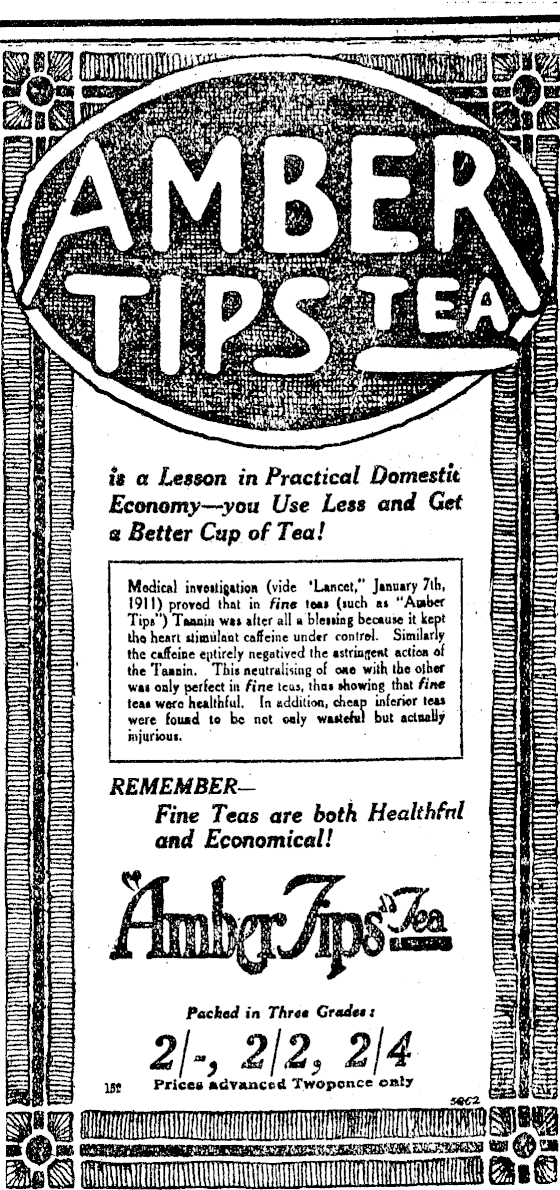 AMBER
TIPS TEA
is a Lesson in Practical Domestic
Economy—you Use Less and Get
a Better Cup of Tea!
Medical investigation (vide 'Lancet," January 7th,
1911) proved that in fine teas (such as "Amber
Tips") Tannin was after all a blessing because it kept
the heart stimulant caffeine under control. Similarly
the caffeine entirely negatived the astringent action of
the Tannin. This neutralising of one with the other
was only perfect in fine teas, thus showing that fine
teas were healthful. In addition, cheap inferior teas
were found to be not only wasteful but actually
injurious.
REMEMBER—
Fine Teas are both Healthful
and Economical!
"Amber Tips" Tea
Packed in Three Grades:
2/-, 2/2, 2/4
152 Prices advanced Twopence only
5862